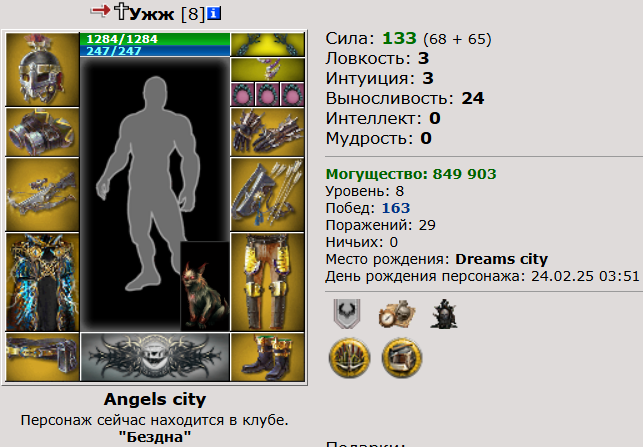 Ужж [8]
1284/1284
247/247
Angels city
Персонаж сейчас находится в клубе.
"Бездна"
Сила: 133 (68 + 65)
Ловкость: 3
Интуиция: 3
Выносливость: 24
Интеллект: 0
Мудрость: 0
Могущество: 849 903
Уровень: 8
Побед: 163
Поражений: 29
Ничьих: 0
Место рождения: Dreams city
День рождения персонажа: 24.02.25 03:51